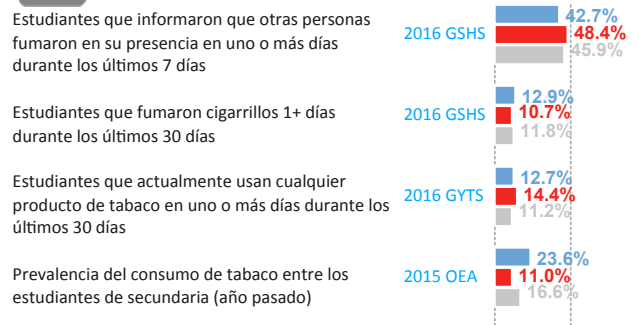 Estudiantes que informaron que otras personas
fumaron en su presencia en uno o más días
durante los últimos 7 días
2016 GSHS
42.7%
48.4%
45.9%
Estudiantes que fumaron cigarrillos 1+ días
durante los últimos 30 días
2016 GSHS
12.9%
10.7%
11.8%
Estudiantes que actualmente usan cualquier
producto de tabaco en uno o más días durante los
últimos 30 días
2016 GYTS
12.7%
14.4%
11.2%
Prevalencia del consumo de tabaco entre los
estudiantes de secundaria (año pasado)
2015 OEA
23.6%
11.0%
16.6%